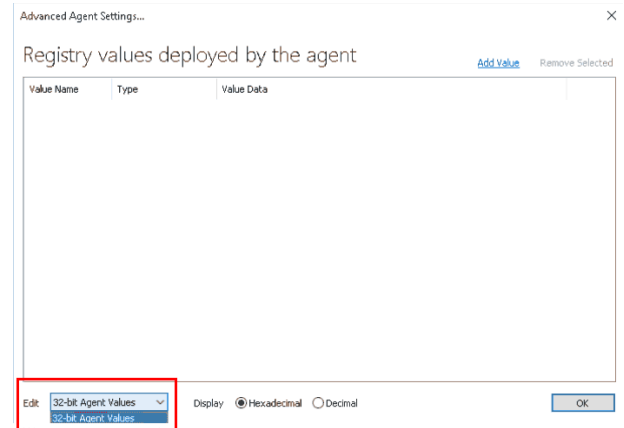 Advanced Agent Settings...
Registry values deployed by the agent
Add Value Remove Selected
Value Name Type Value Data
Edit 32-bit Agent Values Display Hexadecimal Decimal OK
32-bit Agent Values